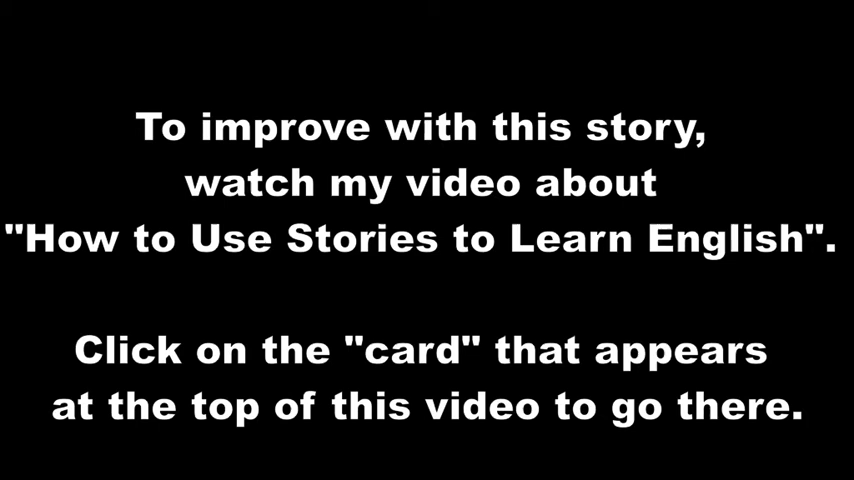 To improve with this story,
watch my video about
"How to Use Stories to Learn English".
Click on the "card" that appears
at the top of this video to go there.